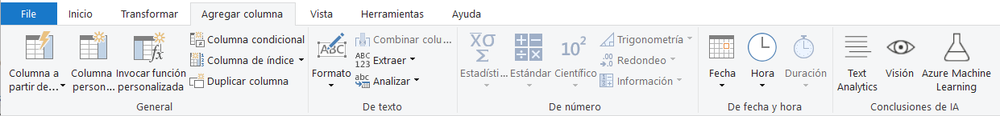 File Inicio Transformar Agregar columna Vista Herramientas Ayuda
Columna a partir de...
Columna person...
Invocar función personalizada
Columna condicional
Columna de índice
Duplicar columna
General
ABC
Formato
Combinar colu...
ABC
123
Extraer
abc
Analizar
De texto
XσΣ
Estadísti...
Estándar
10²
Científico
Trigonometría
.00
.0
Redondeo
Información
De número
Fecha
Hora
Duración
De fecha y hora
Text Analytics
Visión
Azure Machine Learning
Conclusiones de IA